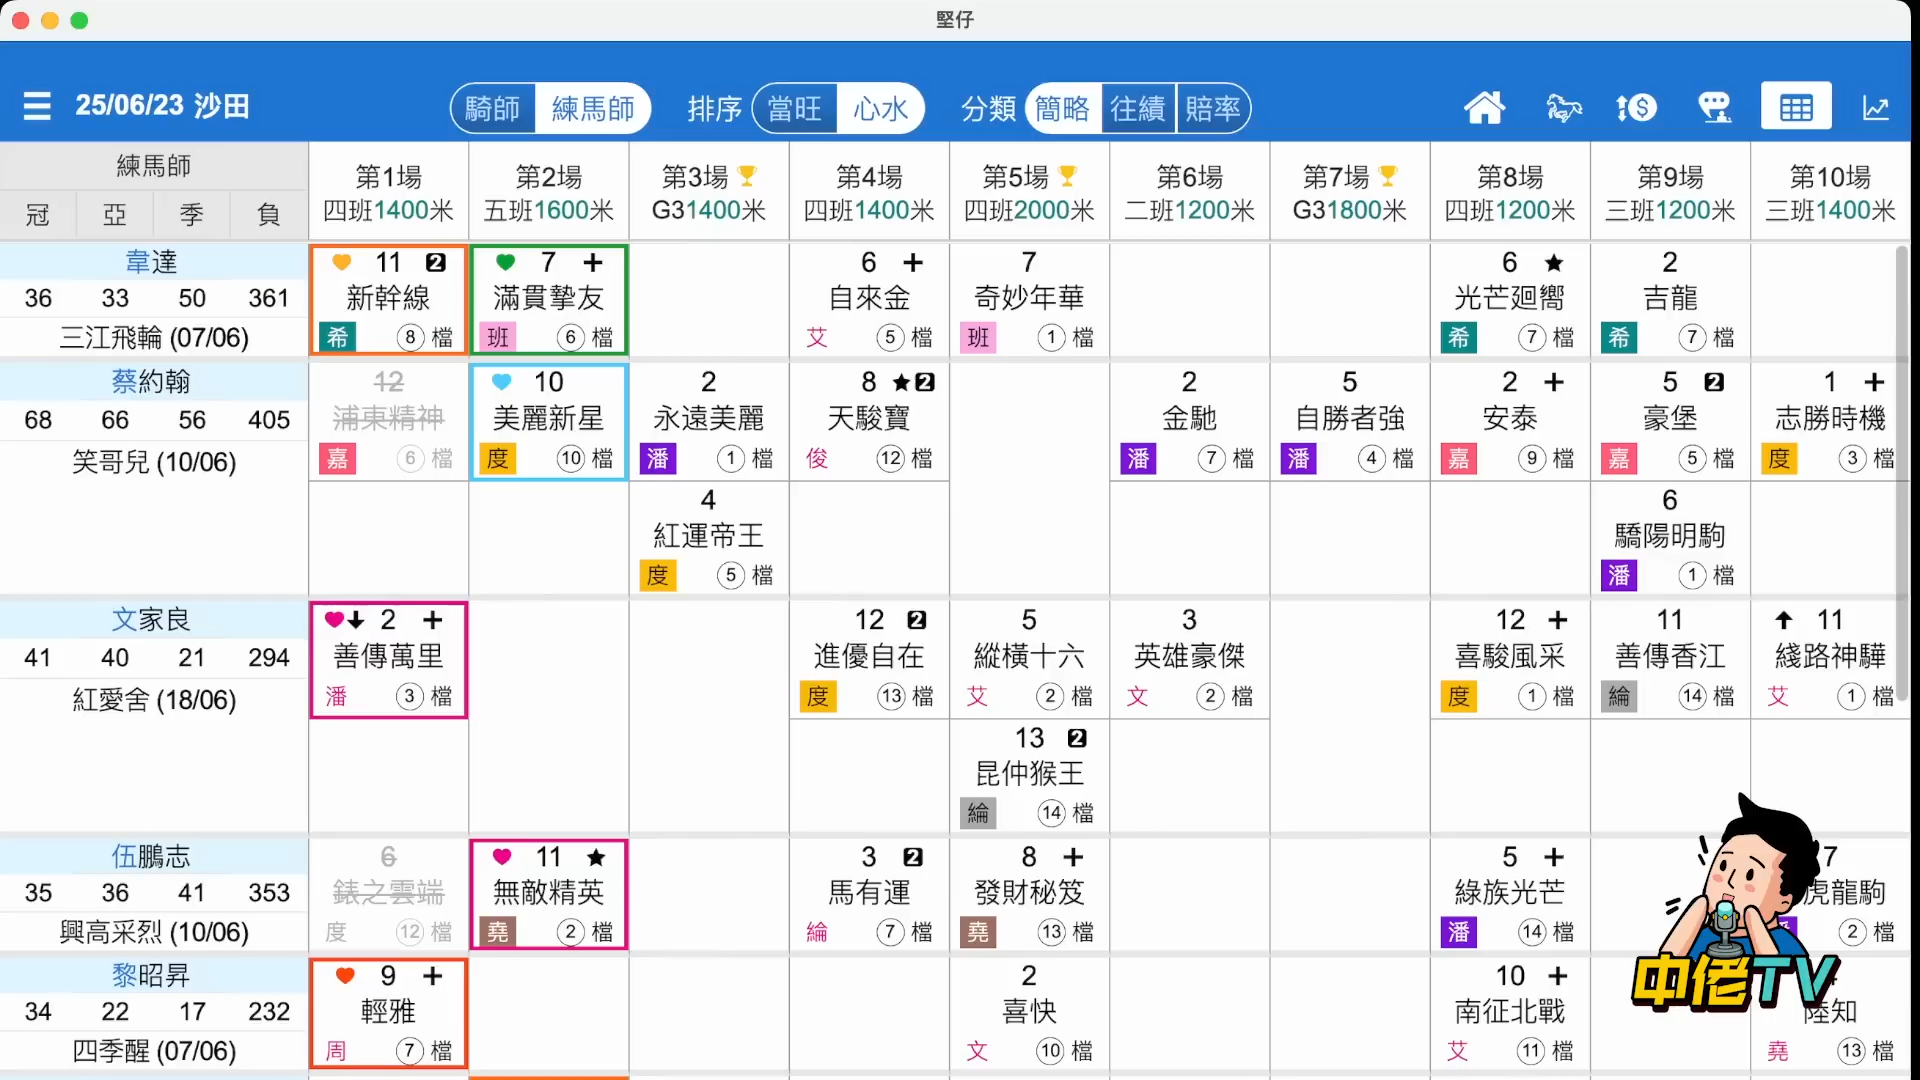 堅仔
25/06/23 沙田 騎師 練馬師 排序 當旺 心水 分類 簡略 往績 賠率
練馬師 第1場 第2場 第3場 第4場 第5場 第6場 第7場 第8場 第9場 第10場
冠 亞 季 負 四班1400米 五班1600米 G31400米 四班1400米 四班2000米 二班1200米 G31800米 四班1200米 三班1200米 三班1400米
韋達 11 2 7 + 6 + 7 6 ★ 2
36 33 50 361 新幹線 滿貫摯友 自來金 奇妙年華 光芒迴嚮 吉龍
三江飛輪 (07/06) 希 8 檔 班 6 檔 艾 5 檔 班 1 檔 希 7 檔 希 7 檔
蔡約翰 12 10 2 8 ★ 2 2 5 2 + 5 2 1 +
68 66 56 405 浦東精神 美麗新星 永遠美麗 天駿寶 金馳 自勝者強 安泰 豪堡 志勝時機
笑哥兒 (10/06) 嘉 6 檔 度 10 檔 潘 1 檔 俊 12 檔 潘 7 檔 潘 4 檔 嘉 9 檔 嘉 5 檔 度 3 檔
4 6
紅運帝王 驕陽明駒
度 5 檔 潘 1 檔
文家良 2 + 12 2 5 3 12 + 11 11
41 40 21 294 善傳萬里 進優自在 縱橫十六 英雄豪傑 喜駿風采 善傳香江 綫路神驊
紅愛舍 (18/06) 潘 3 檔 度 13 檔 艾 2 檔 文 2 檔 度 1 檔 綸 14 檔 艾 1 檔
13 2
昆仲猴王
綸 14 檔
伍鵬志 6 11 ★ 3 2 8 + 5 + 7
35 36 41 353 錶之雲端 無敵精英 馬有運 發財秘笈 綠族光芒 虎龍駒
興高采烈 (10/06) 度 12 檔 堯 2 檔 綸 7 檔 堯 13 檔 潘 14 檔 2 檔
黎昭昇 9 + 2 10 +
34 22 17 232 輕雅 喜快 南征北戰 陸知
四季醒 (07/06) 周 7 檔 文 10 檔 艾 11 檔 堯 13 檔
中佬TV